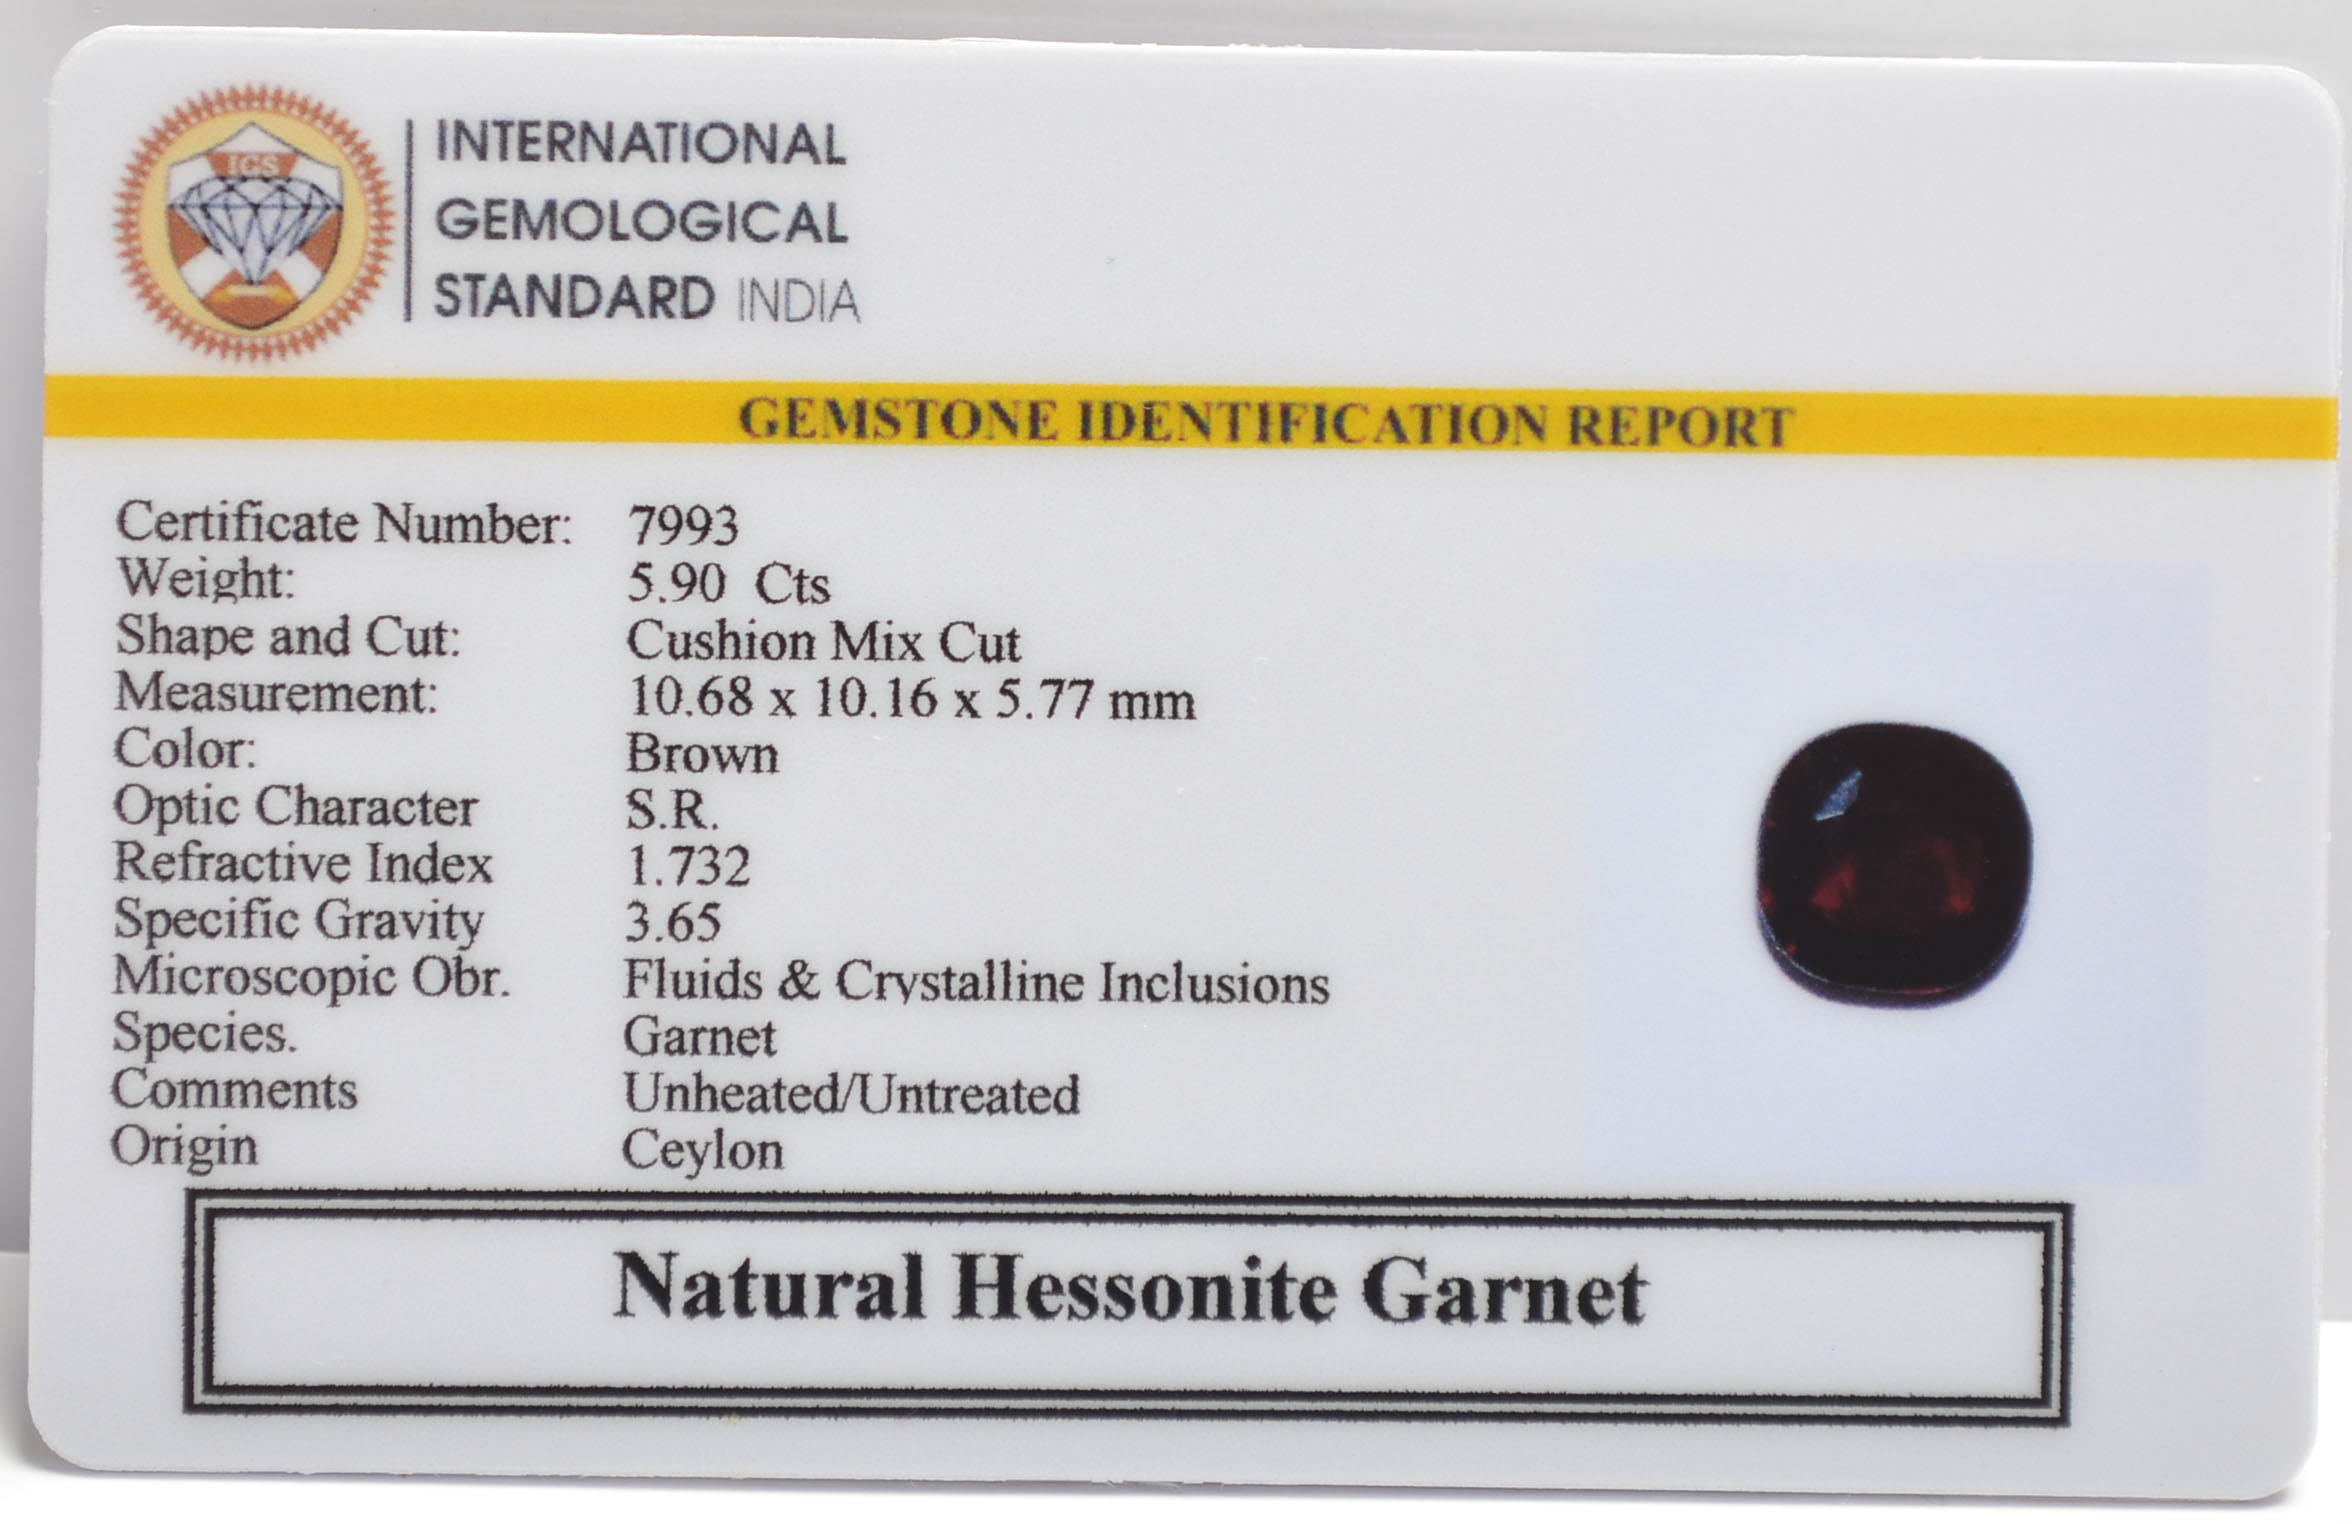 IGS
INTERNATIONAL
GEMOLOGICAL
STANDARD INDIA
GEMSTONE IDENTIFICATION REPORT
Certificate Number: 7993
Weight: 5.90 Cts
Shape and Cut: Cushion Mix Cut
Measurement: 10.68 x 10.16 x 5.77 mm
Color: Brown
Optic Character S.R.
Refractive Index 1.732
Specific Gravity 3.65
Microscopic Obr. Fluids & Crystalline Inclusions
Species. Garnet
Comments Unheated/Untreated
Origin Ceylon
Natural Hessonite Garnet